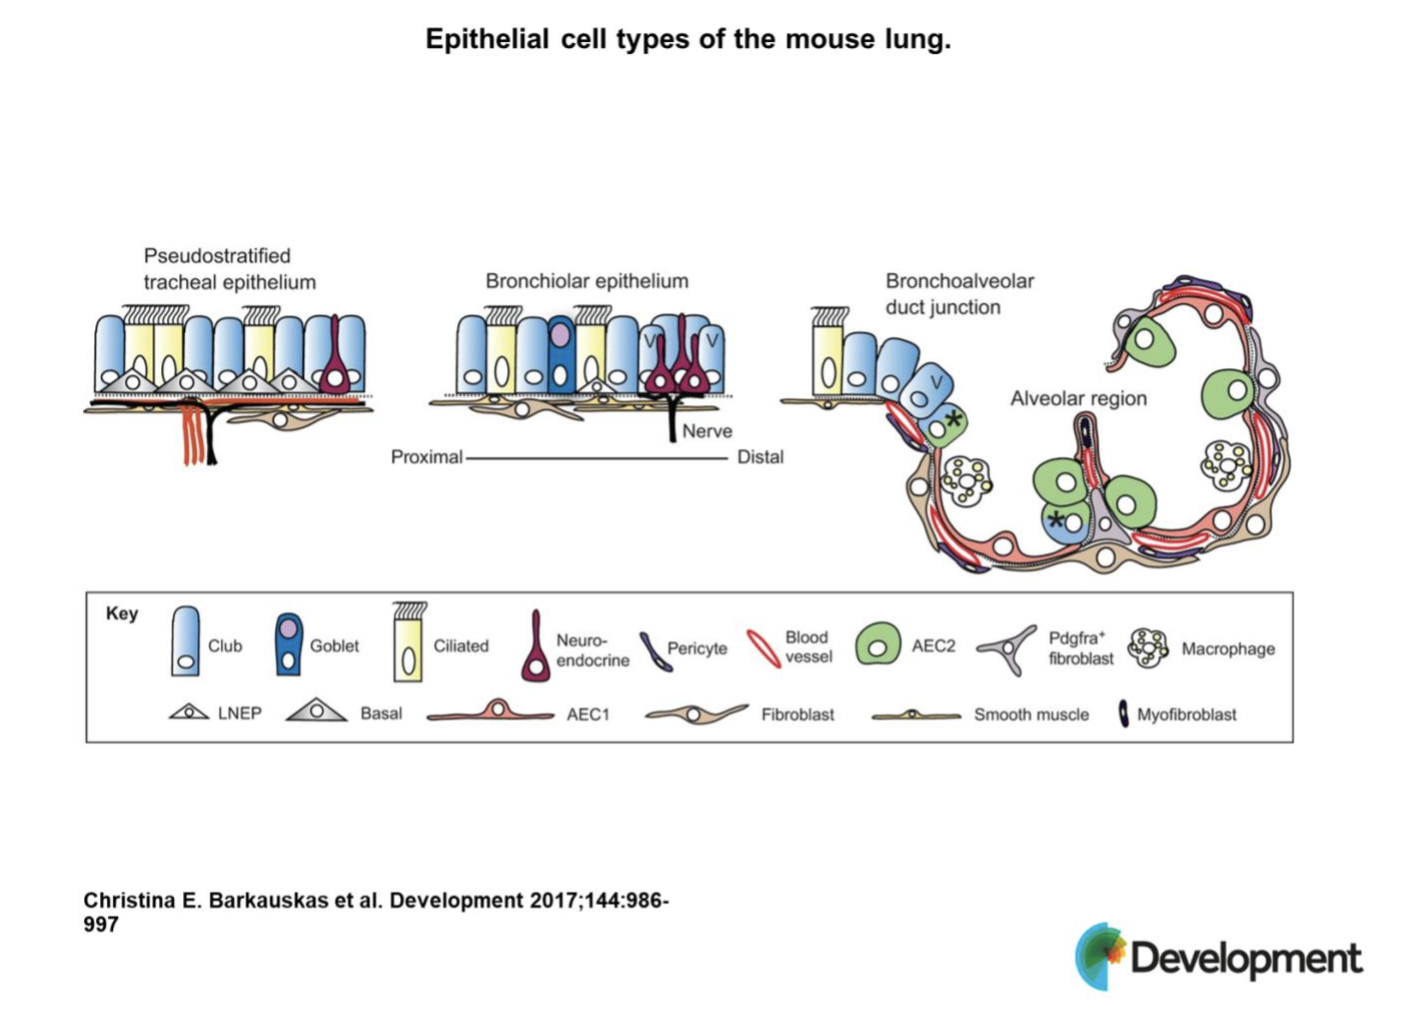 Epithelial cell types of the mouse lung.
Pseudostratified
tracheal epithelium
Bronchiolar epithelium
Bronchoalveolar
duct junction
V
V
V
*
Alveolar region
*
Nerve
Proximal
Distal
Key
Club
Goblet
Ciliated
Neuro-
endocrine
Pericyte
Blood
vessel
AEC2
Pdgfra⁺
fibroblast
Macrophage
LNEP
Basal
AEC1
Fibroblast
Smooth muscle
Myofibroblast
Christina E. Barkauskas et al. Development 2017;144:986-
997
Development